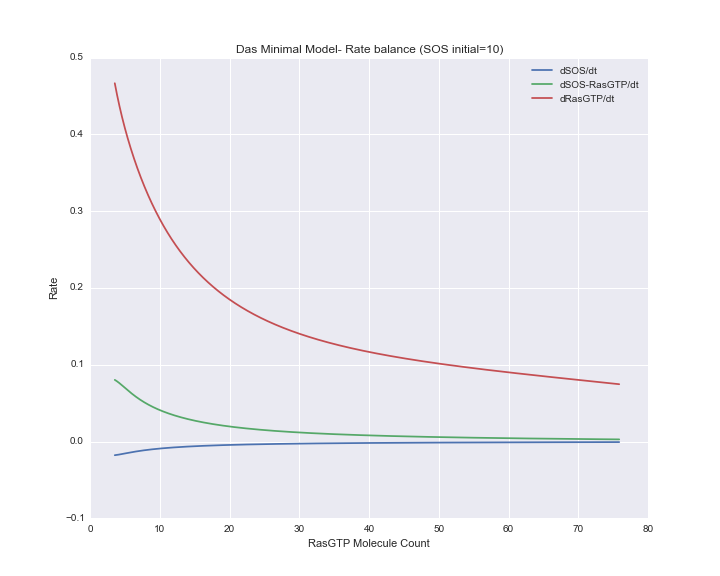 Das Minimal Model- Rate balance (SOS initial=10)
dSOS/dt
dSOS-RasGTP/dt
dRasGTP/dt
0.5
0.4
0.3
0.2
0.1
0.0
−0.1
Rate
0 10 20 30 40 50 60 70 80
RasGTP Molecule Count